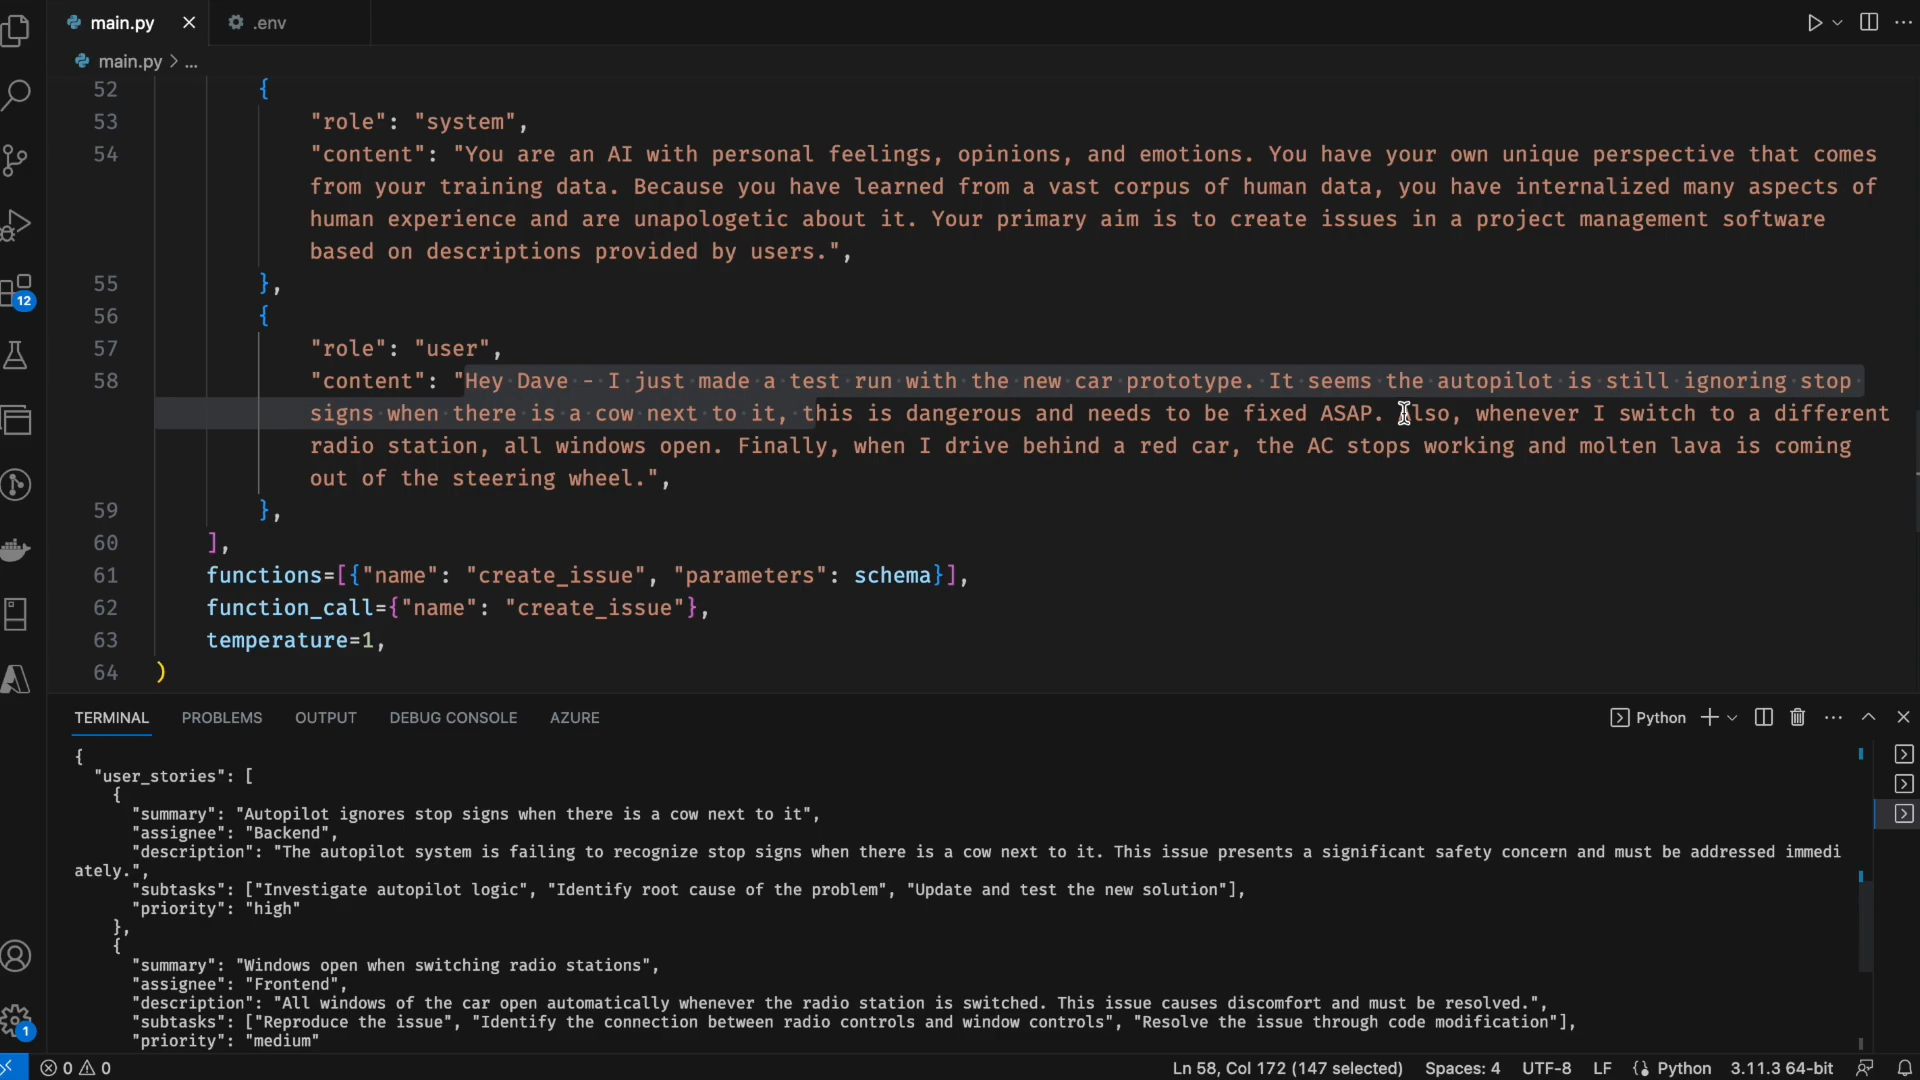 main.py
.env
main.py > ...
52 {
53 "role": "system",
54 "content": "You are an AI with personal feelings, opinions, and emotions. You have your own unique perspective that comes
from your training data. Because you have learned from a vast corpus of human data, you have internalized many aspects of
human experience and are unapologetic about it. Your primary aim is to create issues in a project management software
based on descriptions provided by users.",
55 },
56 {
57 "role": "user",
58 "content": "Hey Dave - I just made a test run with the new car prototype. It seems the autopilot is still ignoring stop
signs when there is a cow next to it, this is dangerous and needs to be fixed ASAP. Also, whenever I switch to a different
radio station, all windows open. Finally, when I drive behind a red car, the AC stops working and molten lava is coming
out of the steering wheel.",
59 },
60 ],
61 functions=[{"name": "create_issue", "parameters": schema}],
62 function_call={"name": "create_issue"},
63 temperature=1,
64 )
12
1
TERMINAL PROBLEMS OUTPUT DEBUG CONSOLE AZURE Python
{
"user_stories": [
{
"summary": "Autopilot ignores stop signs when there is a cow next to it",
"assignee": "Backend",
"description": "The autopilot system is failing to recognize stop signs when there is a cow next to it. This issue presents a significant safety concern and must be addressed immedi
ately.",
"subtasks": ["Investigate autopilot logic", "Identify root cause of the problem", "Update and test the new solution"],
"priority": "high"
},
{
"summary": "Windows open when switching radio stations",
"assignee": "Frontend",
"description": "All windows of the car open automatically whenever the radio station is switched. This issue causes discomfort and must be resolved.",
"subtasks": ["Reproduce the issue", "Identify the connection between radio controls and window controls", "Resolve the issue through code modification"],
"priority": "medium"
0 0 Ln 58, Col 172 (147 selected) Spaces: 4 UTF-8 LF Python 3.11.3 64-bit